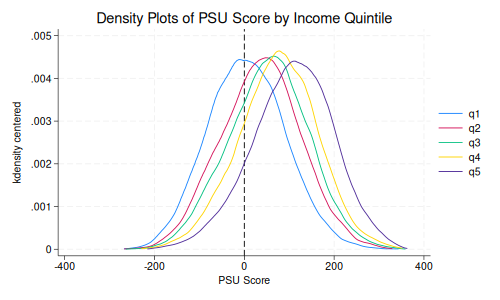 Density Plots of PSU Score by Income Quintile
kdensity centered
.005
.004
.003
.002
.001
0
-400
-200
0
200
400
PSU Score
q1
q2
q3
q4
q5